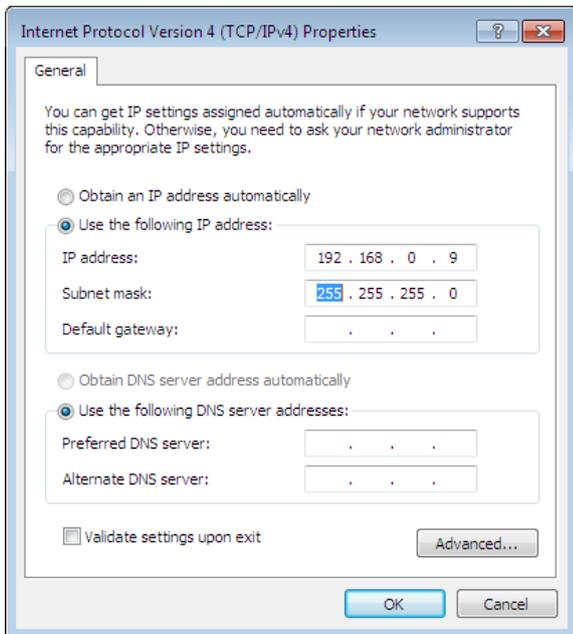 Internet Protocol Version 4 (TCP/IPv4) Properties
General
You can get IP settings assigned automatically if your network supports
this capability. Otherwise, you need to ask your network administrator
for the appropriate IP settings.
Obtain an IP address automatically
Use the following IP address:
IP address: 192 . 168 . 0 . 9
Subnet mask: 255 . 255 . 255 . 0
Default gateway: . . .
Obtain DNS server address automatically
Use the following DNS server addresses:
Preferred DNS server: . . .
Alternate DNS server: . . .
Validate settings upon exit
Advanced...
OK Cancel